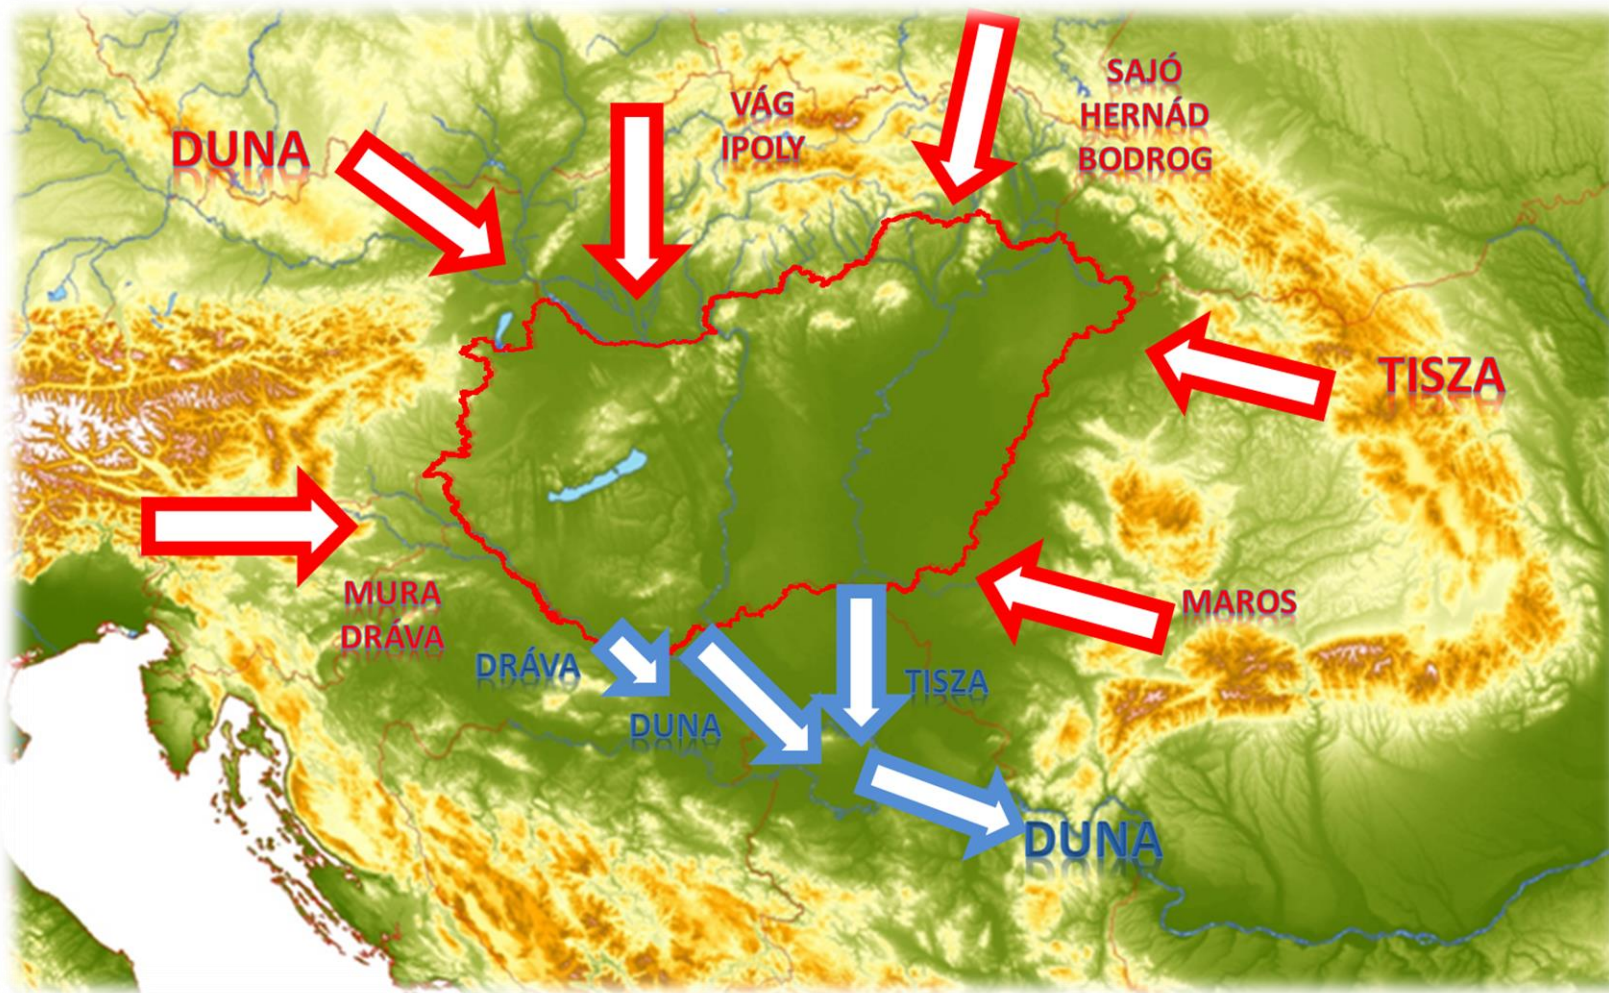 SAJÓ
HERNÁD
BODROG
VÁG
IPOLY
DUNA
TISZA
MURA
DRÁVA
MAROS
DRÁVA
TISZA
DUNA
DUNA